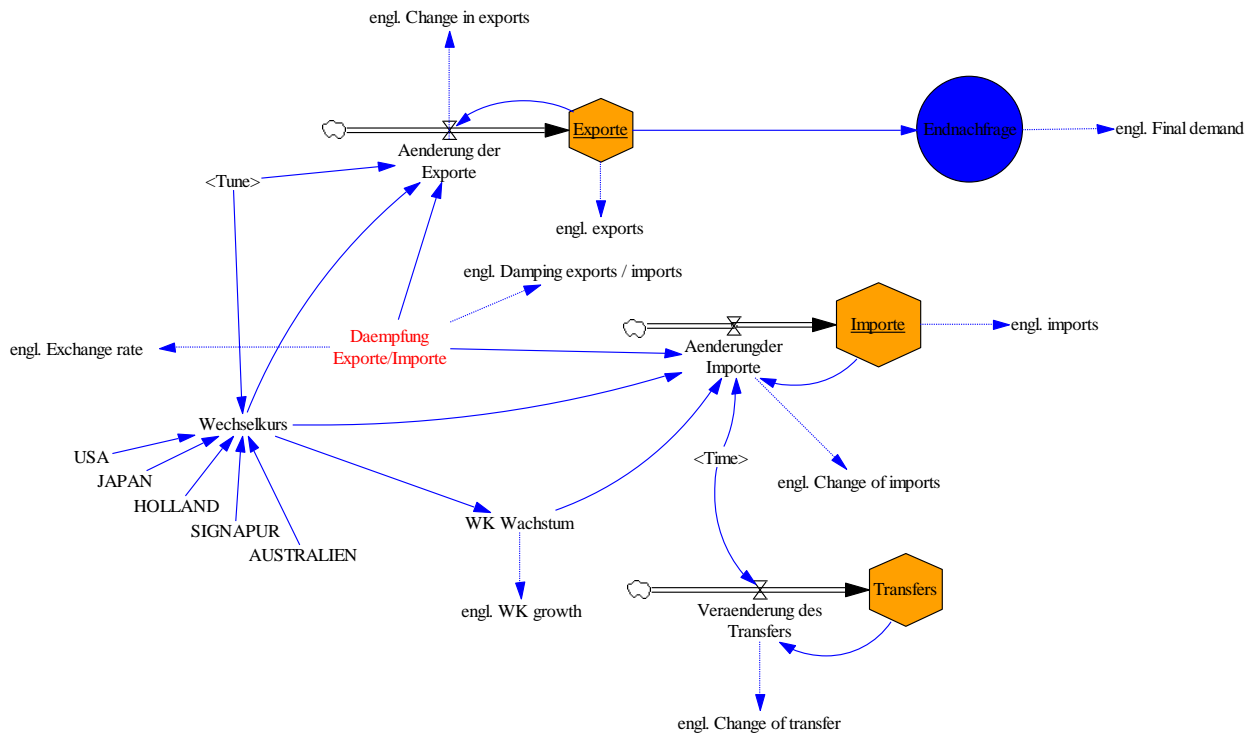 engl. Change in exports
Exporte
Endnachfrage
engl. Final demand
Aenderung der
Exporte
<Tune>
engl. exports
engl. Damping exports / imports
Importe
engl. imports
Daempfung
Exporte/Importe
engl. Exchange rate
Aenderungder
Importe
Wechselkurs
USA
JAPAN
HOLLAND
SIGNAPUR
AUSTRALIEN
<Time>
engl. Change of imports
WK Wachstum
engl. WK growth
Transfers
Veraenderung des
Transfers
engl. Change of transfer